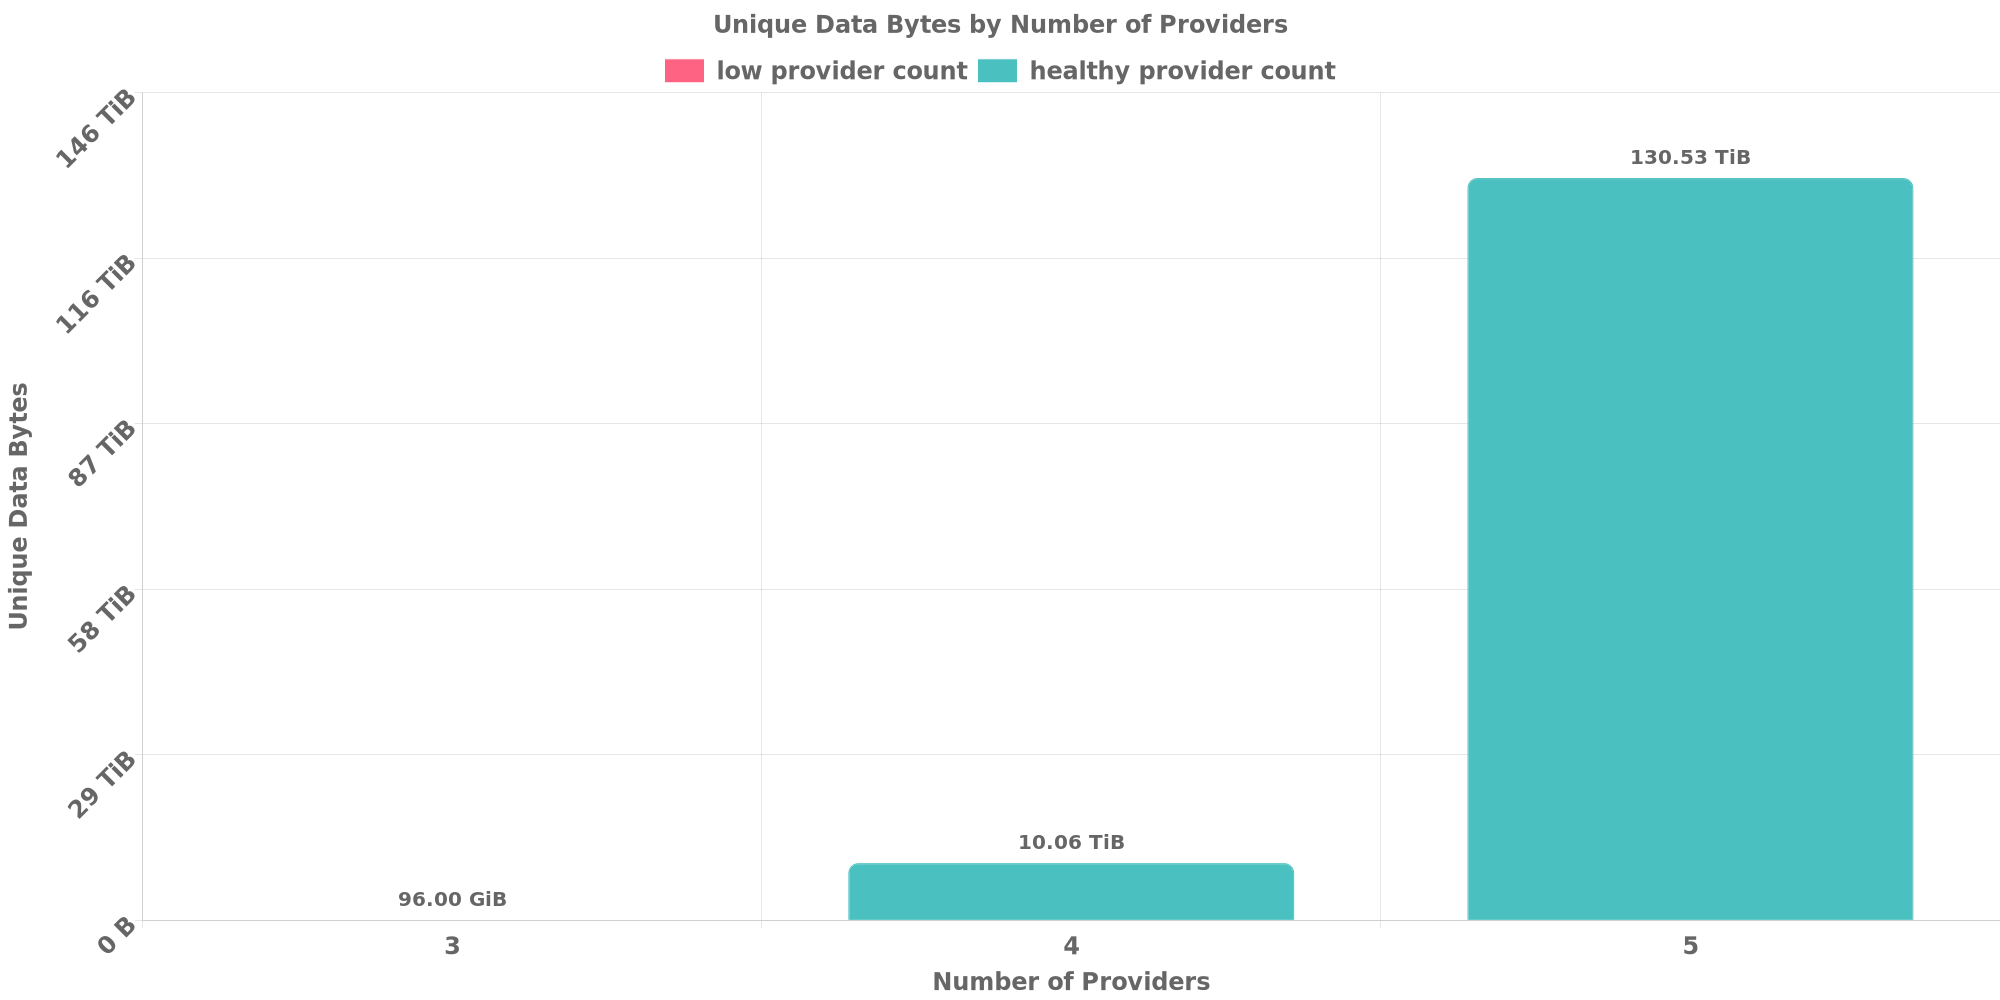 Unique Data Bytes by Number of Providers
low provider count healthy provider count
146 TiB
116 TiB
87 TiB
58 TiB
29 TiB
0 B
Unique Data Bytes
96.00 GiB
10.06 TiB
130.53 TiB
3 4 5
Number of Providers